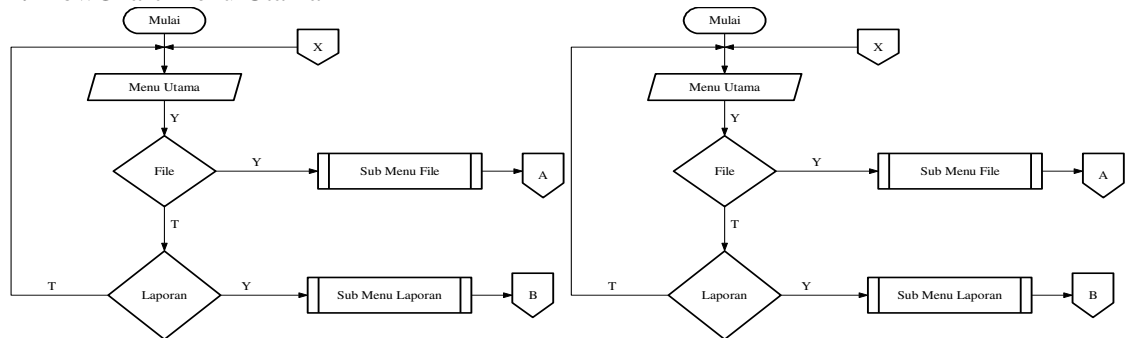 Mulai
X
Menu Utama
Y
File
Y
Sub Menu File
A
T
Laporan
T
Y
Sub Menu Laporan
B
Mulai
X
Menu Utama
Y
File
Y
Sub Menu File
A
T
Laporan
T
Y
Sub Menu Laporan
B